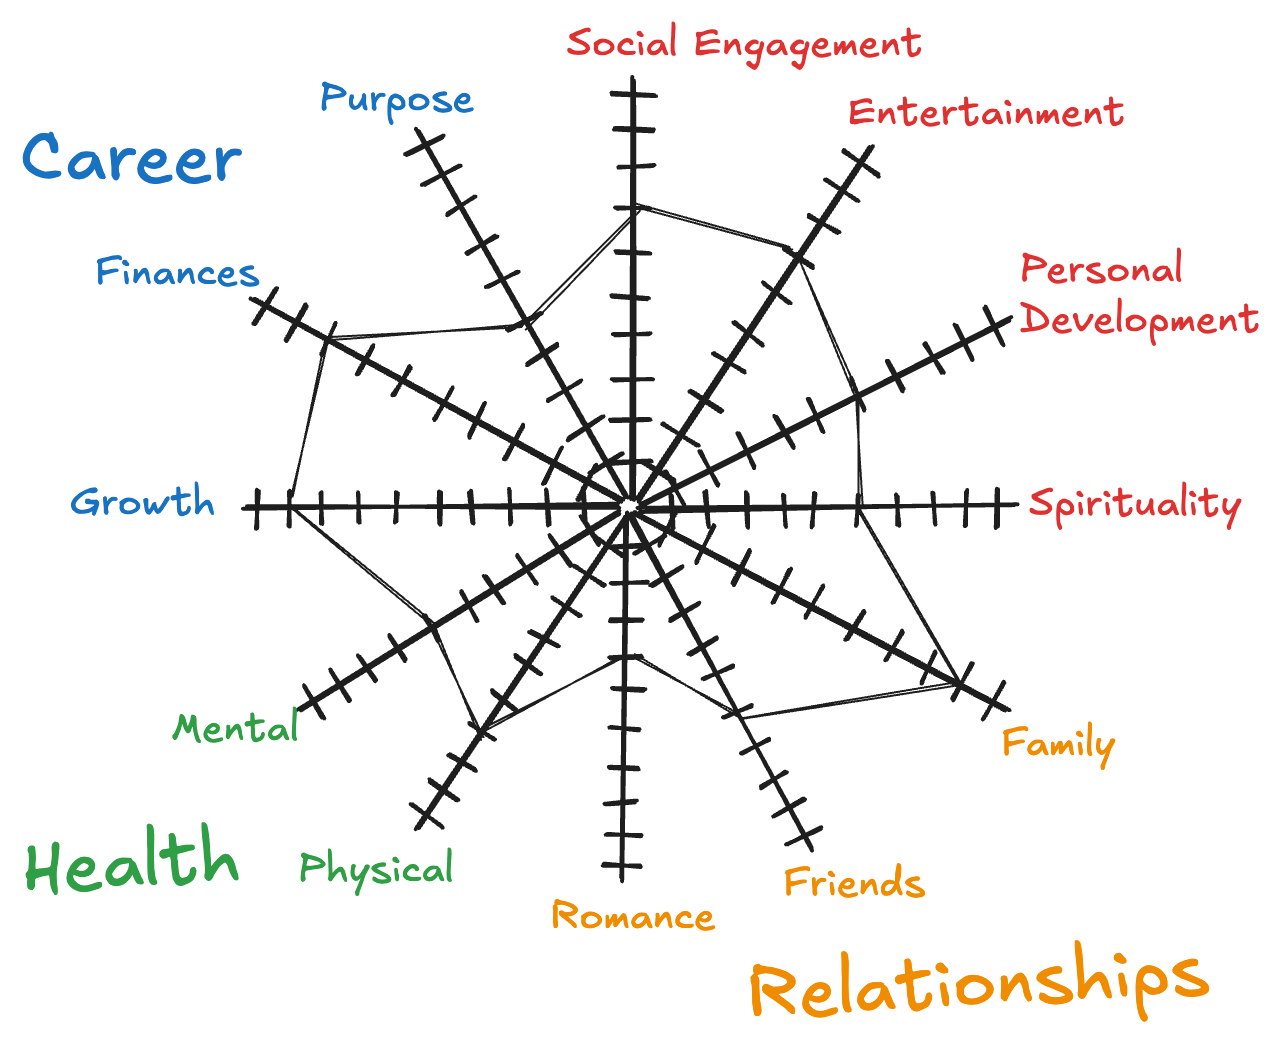 Social Engagement
Purpose
Entertainment
Career
Finances
Personal
Development
Growth
Spirituality
Mental
Family
Health
Physical
Friends
Romance
Relationships